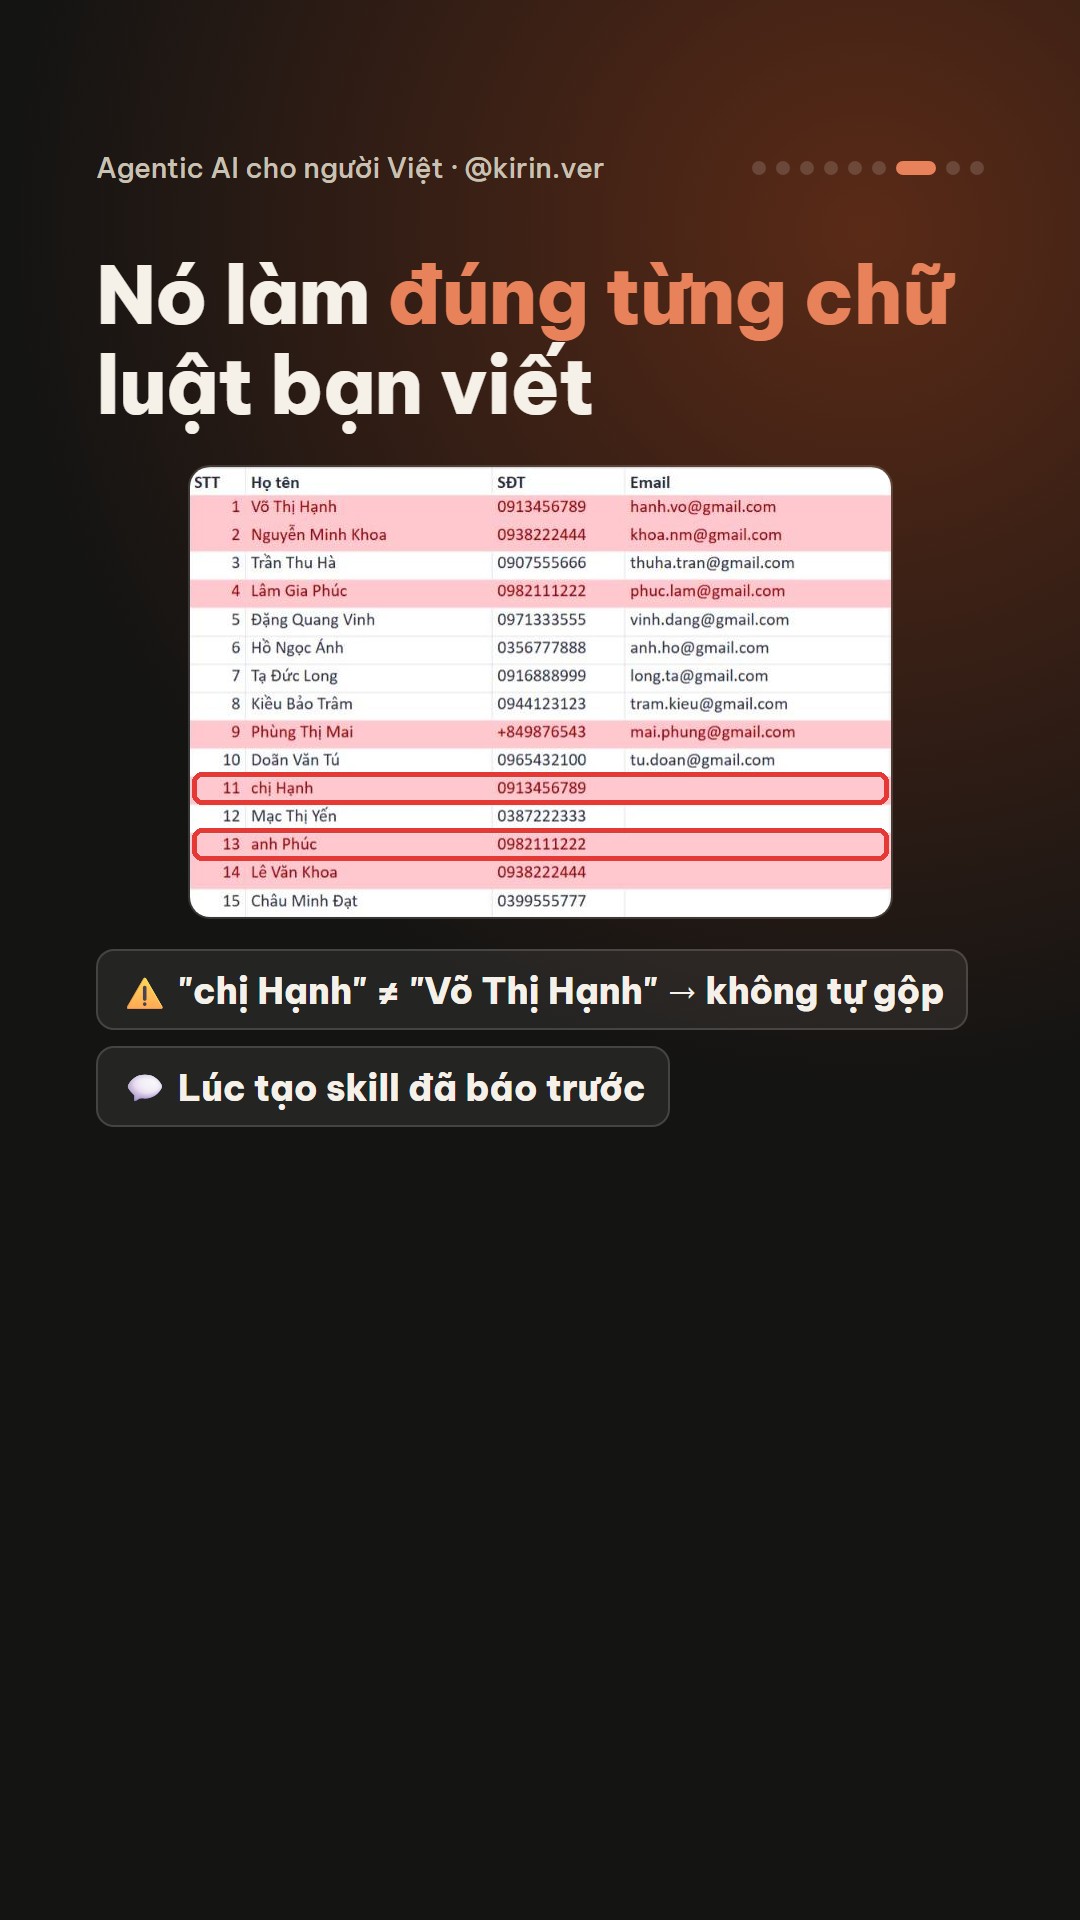 Agentic AI cho người Việt · @kirin.ver
Nó làm đúng từng chữ
luật bạn viết
STT Họ tên SĐT Email
1 Võ Thị Hạnh 0913456789 hanh.vo@gmail.com
2 Nguyễn Minh Khoa 0938222444 khoa.nm@gmail.com
3 Trần Thu Hà 0907555666 thuha.tran@gmail.com
4 Lâm Gia Phúc 0982111222 phuc.lam@gmail.com
5 Đặng Quang Vinh 0971333555 vinh.dang@gmail.com
6 Hồ Ngọc Ánh 0356777888 anh.ho@gmail.com
7 Tạ Đức Long 0916888999 long.ta@gmail.com
8 Kiều Bảo Trâm 0944123123 tram.kieu@gmail.com
9 Phùng Thị Mai +849876543 mai.phung@gmail.com
10 Doãn Văn Tú 0965432100 tu.doan@gmail.com
11 chị Hạnh 0913456789
12 Mạc Thị Yến 0387222333
13 anh Phúc 0982111222
14 Lê Văn Khoa 0938222444
15 Châu Minh Đạt 0399555777
⚠️ "chị Hạnh" ≠ "Võ Thị Hạnh" → không tự gộp
💬 Lúc tạo skill đã báo trước